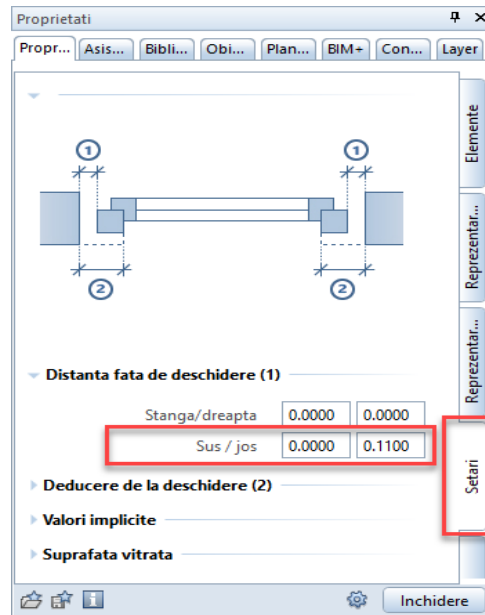 Proprietati
Propr... Asis... Bibli... Obi... Plan... BIM+ Con... Layer
Elemente
1 1
2 2
Reprezentar...
Reprezentar...
Distanta fata de deschidere (1)
Stanga/dreapta 0.0000 0.0000
Sus / jos 0.0000 0.1100
Setari
Deducere de la deschidere (2)
Valori implicite
Suprafata vitrata
Inchidere